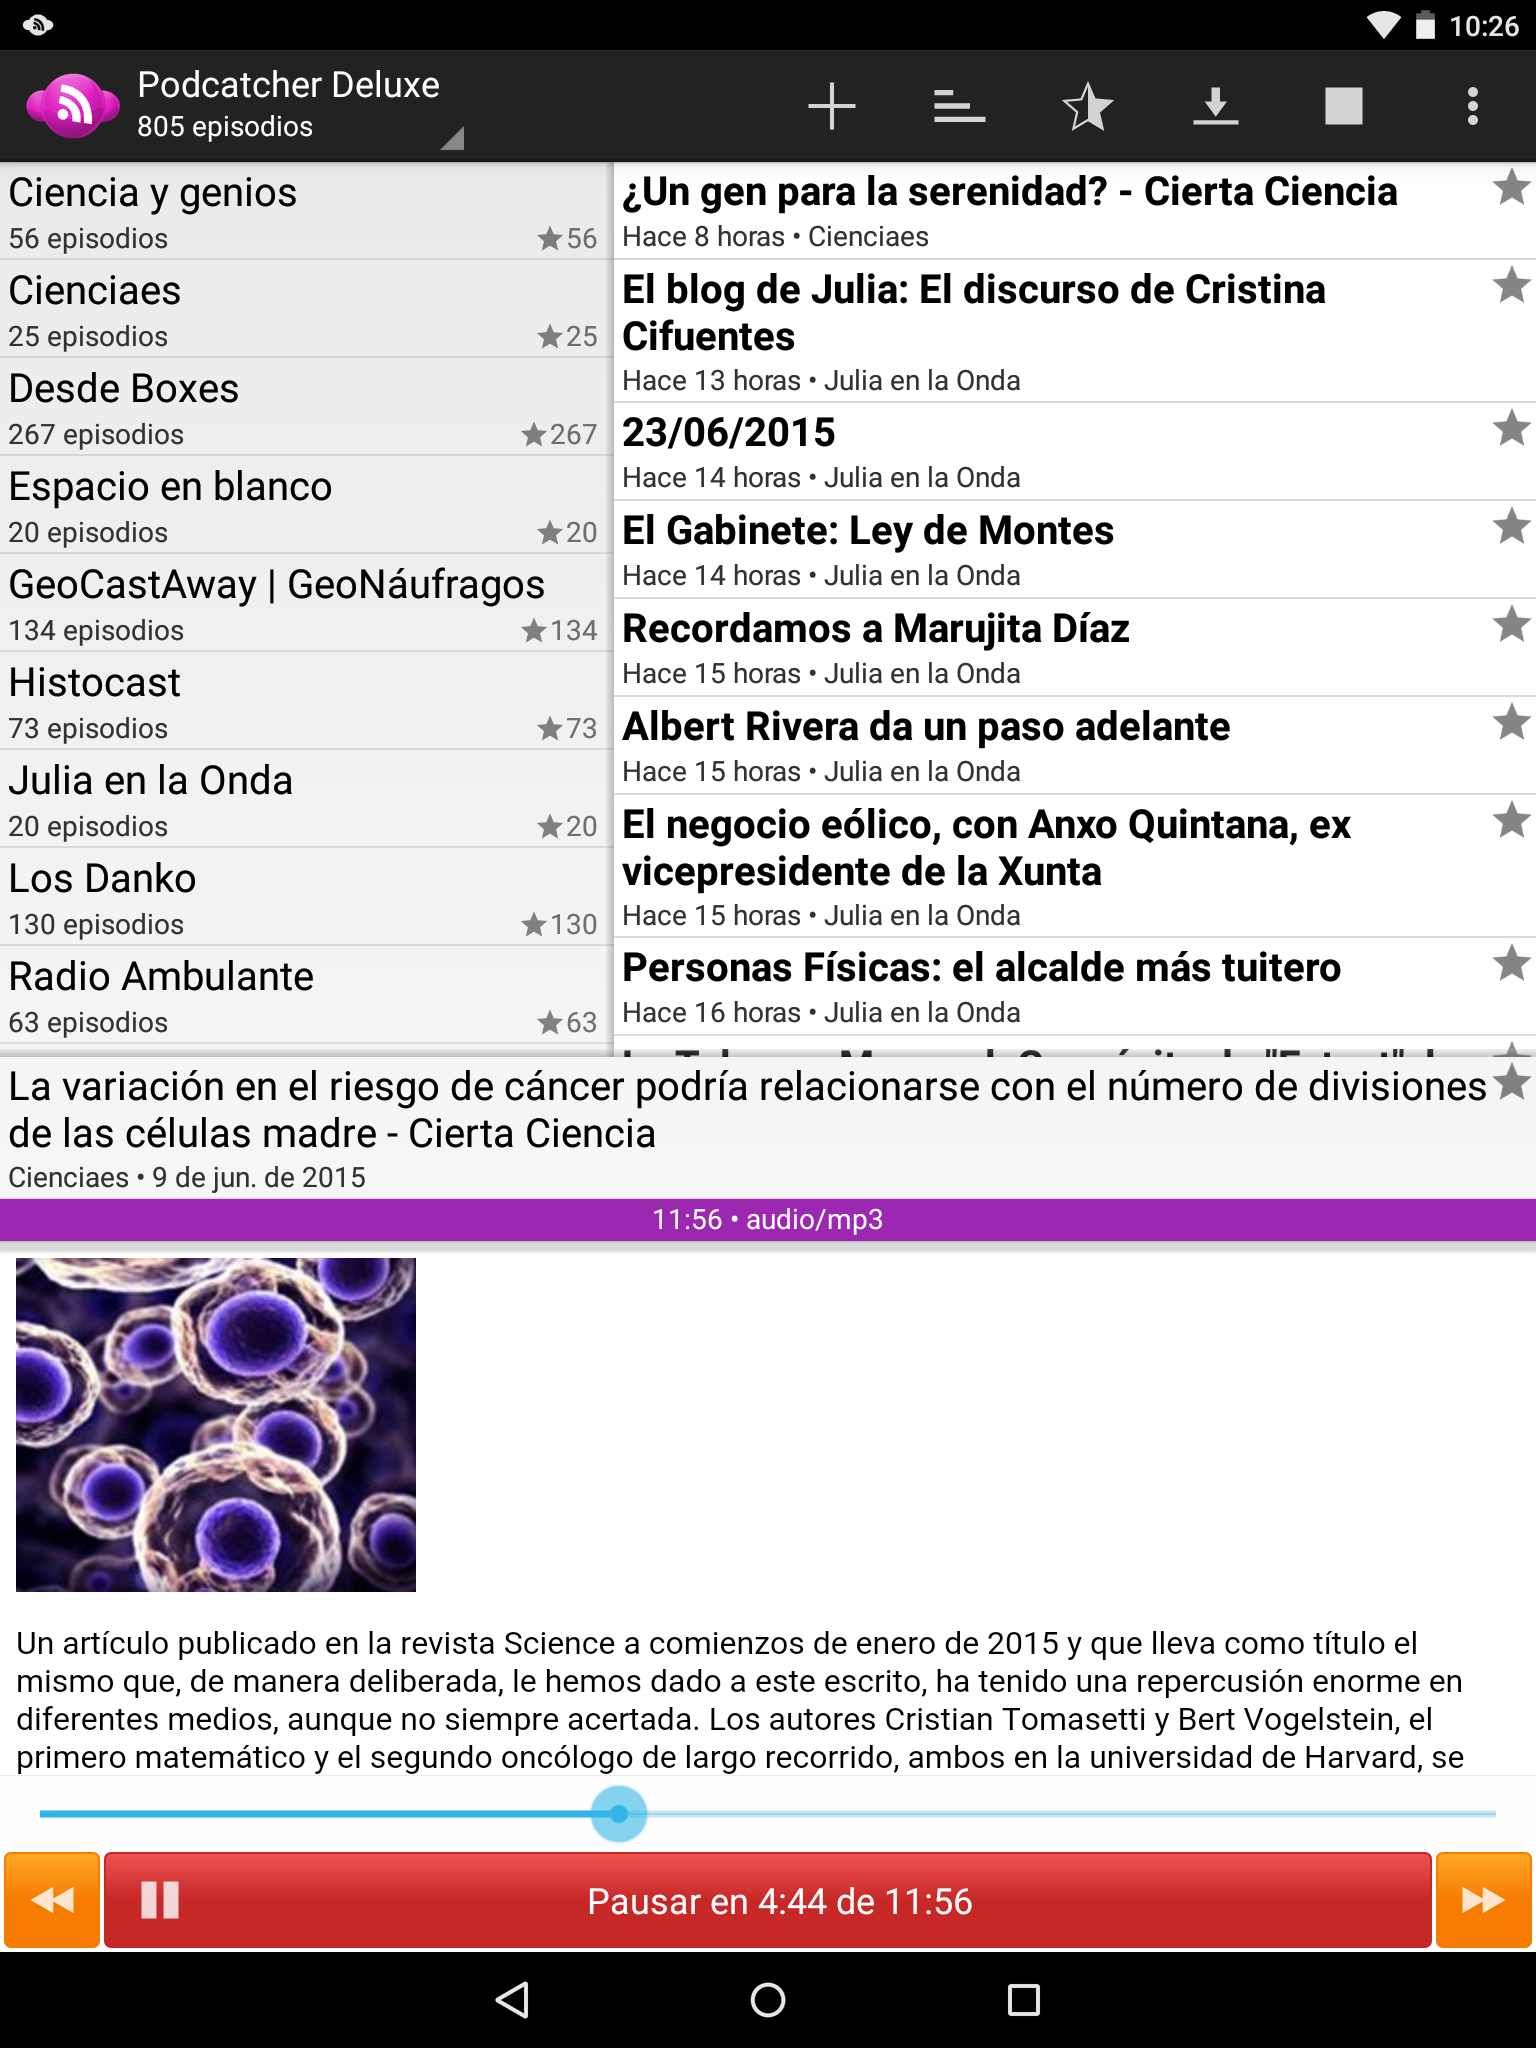 10:26
Podcatcher Deluxe
805 episodios
Ciencia y genios
56 episodios
56
Cienciaes
25 episodios
25
Desde Boxes
267 episodios
267
Espacio en blanco
20 episodios
20
GeoCastAway | GeoNáufragos
134 episodios
134
Histocast
73 episodios
73
Julia en la Onda
20 episodios
20
Los Danko
130 episodios
130
Radio Ambulante
63 episodios
63
¿Un gen para la serenidad? - Cierta Ciencia
Hace 8 horas • Cienciaes
El blog de Julia: El discurso de Cristina
Cifuentes
Hace 13 horas • Julia en la Onda
23/06/2015
Hace 14 horas • Julia en la Onda
El Gabinete: Ley de Montes
Hace 14 horas • Julia en la Onda
Recordamos a Marujita Díaz
Hace 15 horas • Julia en la Onda
Albert Rivera da un paso adelante
Hace 15 horas • Julia en la Onda
El negocio eólico, con Anxo Quintana, ex
vicepresidente de la Xunta
Hace 15 horas • Julia en la Onda
Personas Físicas: el alcalde más tuitero
Hace 16 horas • Julia en la Onda
La variación en el riesgo de cáncer podría relacionarse con el número de divisiones
de las células madre - Cierta Ciencia
Cienciaes • 9 de jun. de 2015
11:56 • audio/mp3
Un artículo publicado en la revista Science a comienzos de enero de 2015 y que lleva como título el
mismo que, de manera deliberada, le hemos dado a este escrito, ha tenido una repercusión enorme en
diferentes medios, aunque no siempre acertada. Los autores Cristian Tomasetti y Bert Vogelstein, el
primero matemático y el segundo oncólogo de largo recorrido, ambos en la universidad de Harvard, se
Pausar en 4:44 de 11:56